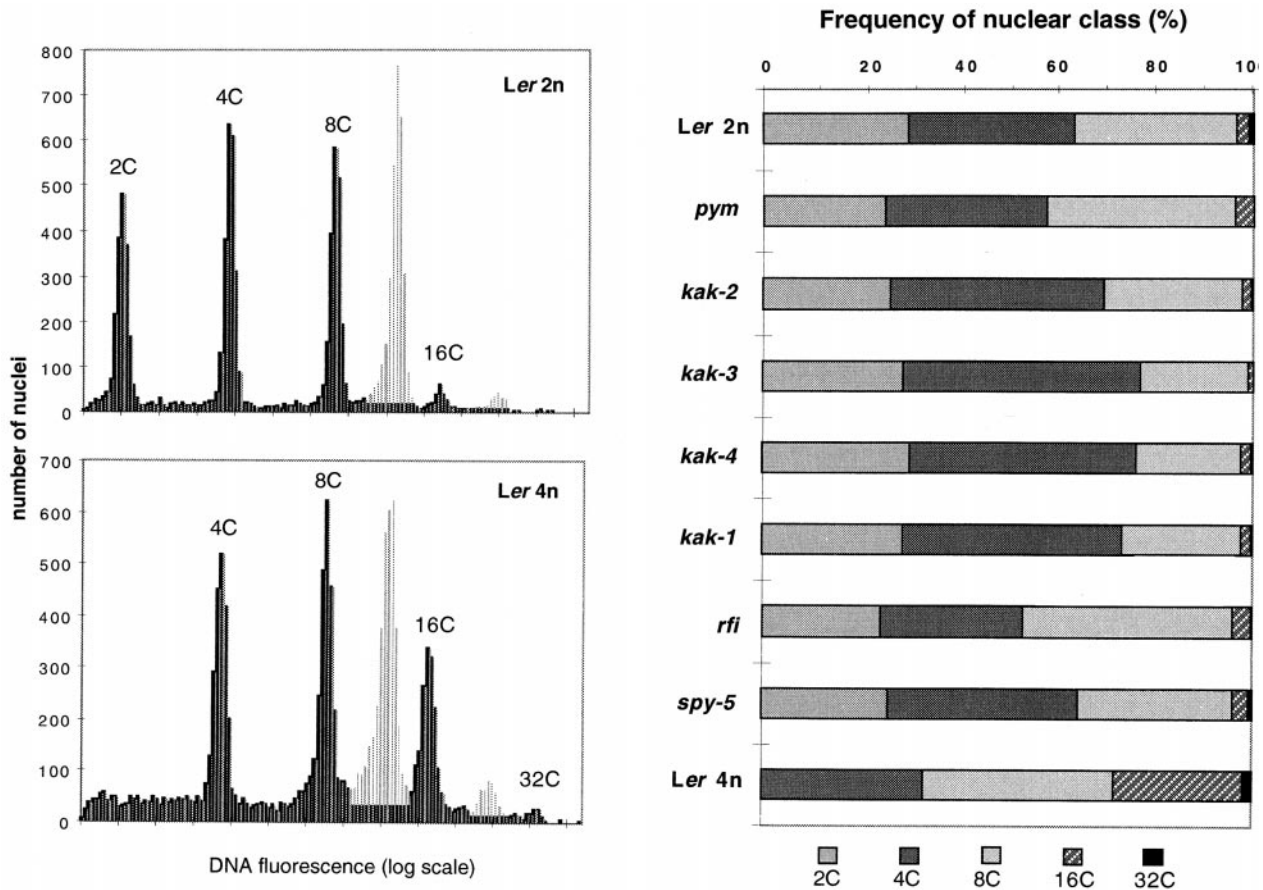 800
700
600
500
400
300
200
100
0
Ler 2n
2C
4C
8C
16C
number of nuclei
700
600
500
400
300
200
100
0
Ler 4n
4C
8C
16C
32C
DNA fluorescence (log scale)
Frequency of nuclear class (%)
0 20 40 60 80 10
Ler 2n
pym
kak-2
kak-3
kak-4
kak-1
rfi
spy-5
Ler 4n
2C 4C 8C 16C 32C